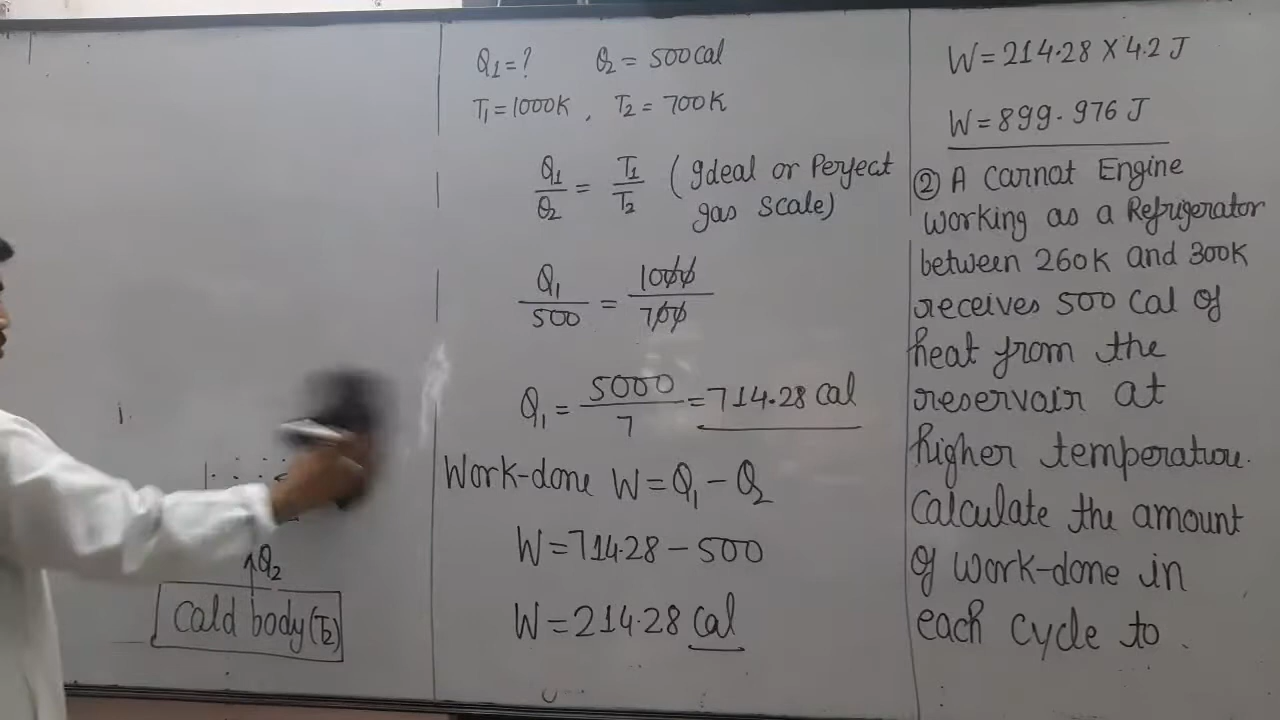 Q2
Cald body (T2)
Q1 = ? Q2 = 500 Cal
T1 = 1000K , T2 = 700K
Q1/Q2 = T1/T2 (Ideal or Perfect
gas Scale)
Q1/500 = 1000/700
Q1 = 5000/7 = 714.28 Cal
Work-done W = Q1 - Q2
W = 714.28 - 500
W = 214.28 Cal
W = 214.28 X 4.2 J
W = 899.976 J
② A Carnot Engine
working as a Refrigerator
between 260K and 300K
receives 500 Cal of
heat from the
reservoir at
higher temperature.
Calculate the amount
of work-done in
each cycle to